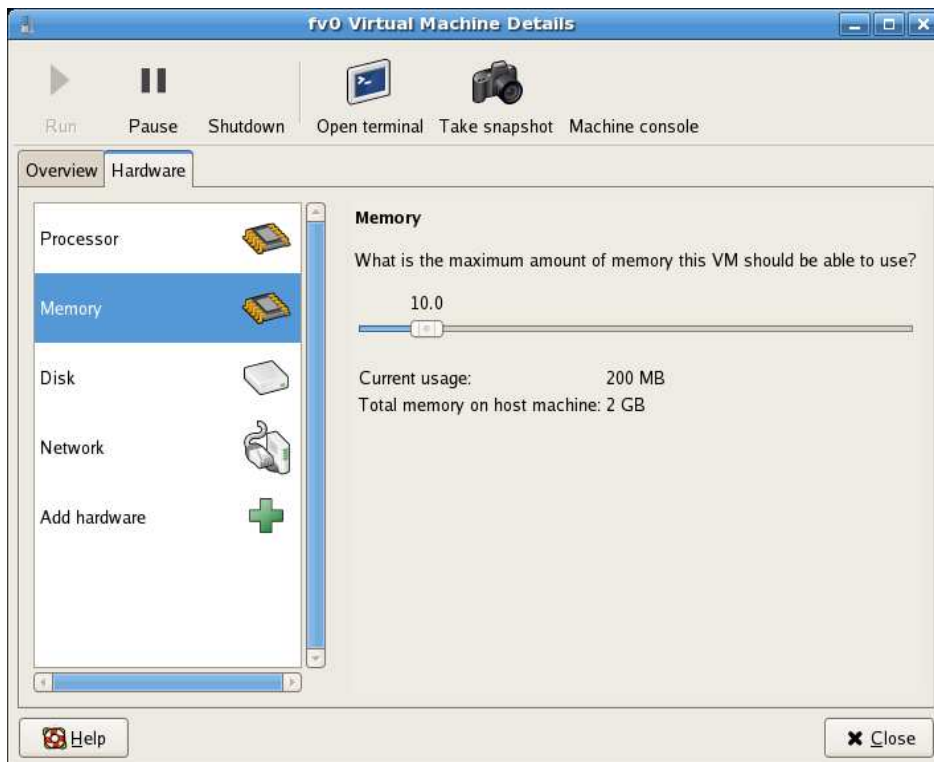 fv0 Virtual Machine Details
Run Pause Shutdown Open terminal Take snapshot Machine console
Overview Hardware
Processor
Memory
Disk
Network
Add hardware
Memory
What is the maximum amount of memory this VM should be able to use?
10.0
Current usage: 200 MB
Total memory on host machine: 2 GB
Help
Close